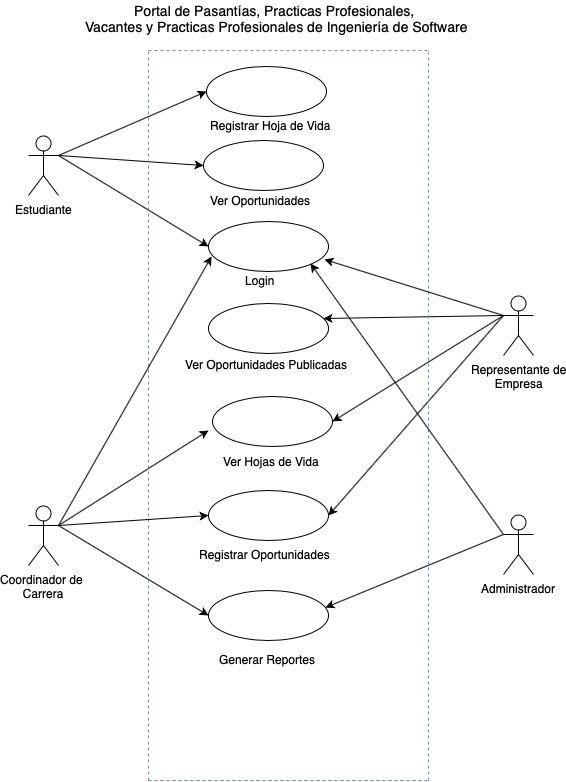 Portal de Pasantías, Practicas Profesionales,
Vacantes y Practicas Profesionales de Ingeniería de Software
Registrar Hoja de Vida
Estudiante
Ver Oportunidades
Login
Ver Oportunidades Publicadas
Representante de
Empresa
Ver Hojas de Vida
Registrar Oportunidades
Coordinador de
Carrera
Administrador
Generar Reportes